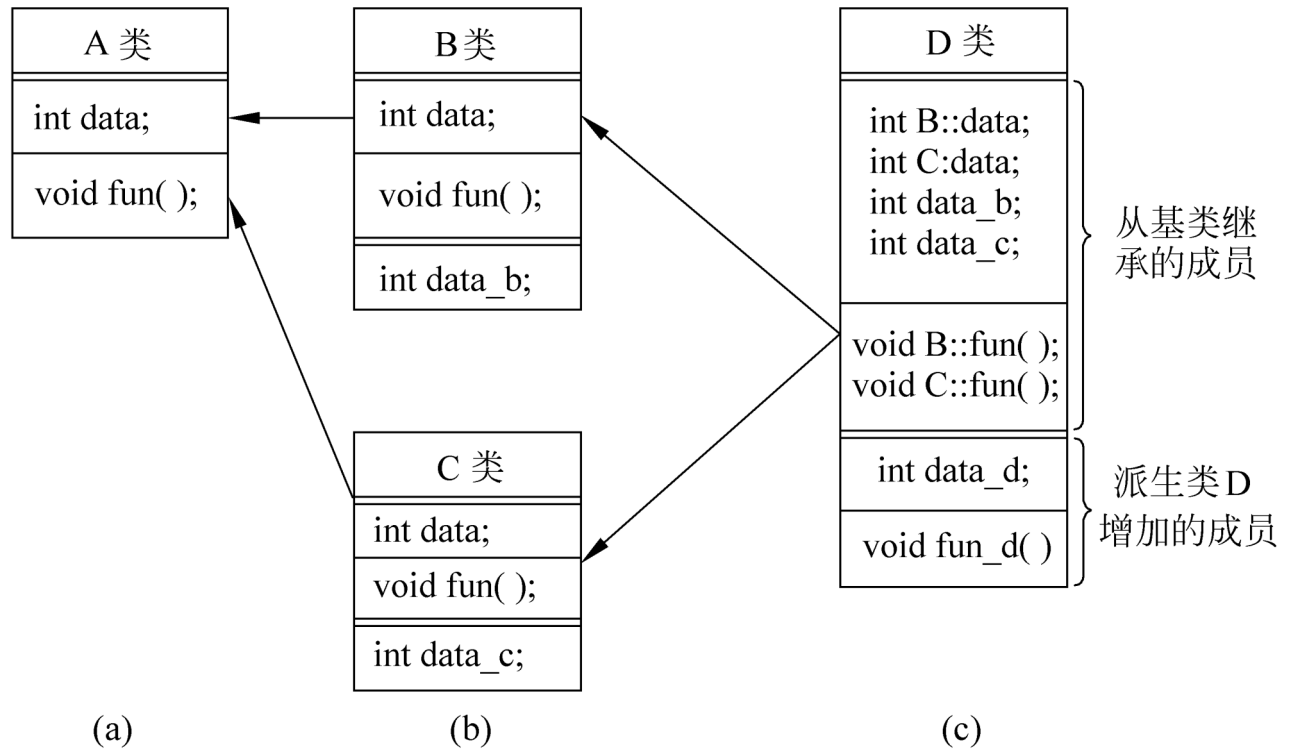 A 类
int data;
void fun( );
B 类
int data;
void fun( );
int data_b;
C 类
int data;
void fun( );
int data_c;
D 类
int B::data;
int C:data;
int data_b;
int data_c;
void B::fun( );
void C::fun( );
int data_d;
void fun_d( )
从基类继
承的成员
派生类 D
增加的成员
(a)
(b)
(c)